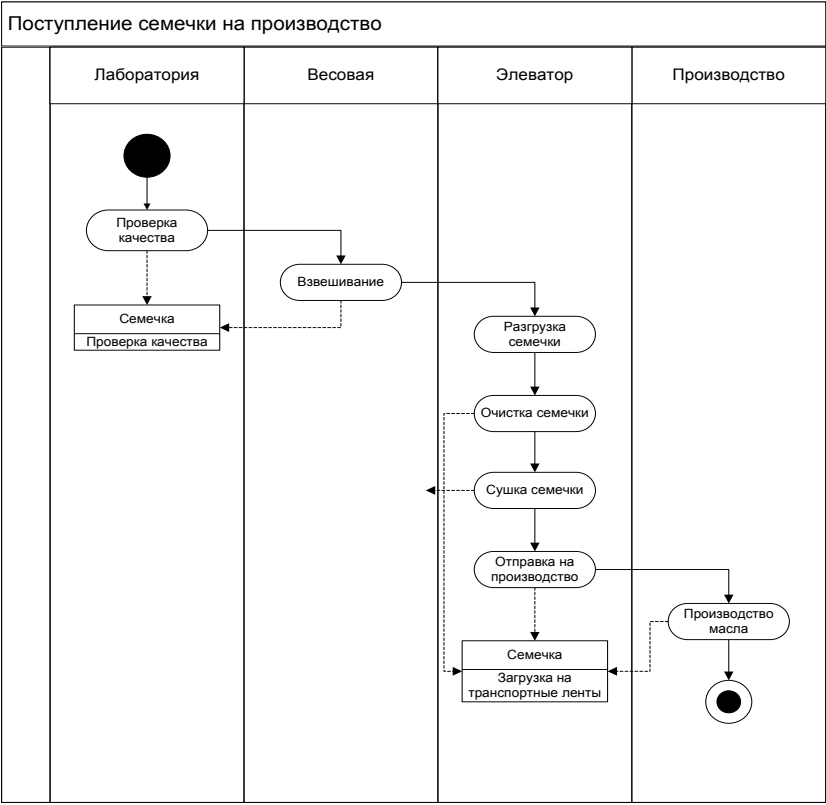 Поступление семечки на производство
Лаборатория
Весовая
Элеватор
Производство
Проверка
качества
Взвешивание
Семечка
Проверка качества
Разгрузка
семечки
Очистка семечки
Сушка семечки
Отправка на
производство
Производство
масла
Семечка
Загрузка на
транспортные ленты